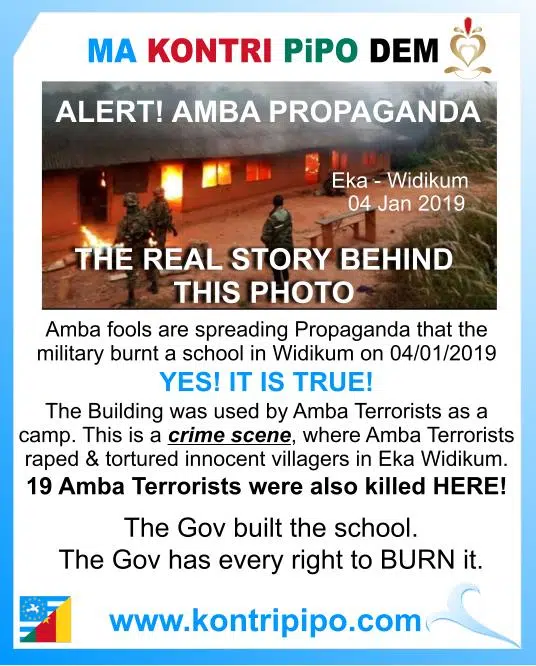 MA KONTRI PiPO DEM
ALERT! AMBA PROPAGANDA
Eka - Widikum
04 Jan 2019
THE REAL STORY BEHIND
THIS PHOTO
Amba fools are spreading Propaganda that the
military burnt a school in Widikum on 04/01/2019
YES! IT IS TRUE!
The Building was used by Amba Terrorists as a
camp. This is a crime scene, where Amba Terrorists
raped & tortured innocent villagers in Eka Widikum.
19 Amba Terrorists were also killed HERE!
The Gov built the school.
The Gov has every right to BURN it.
www.kontripipo.com